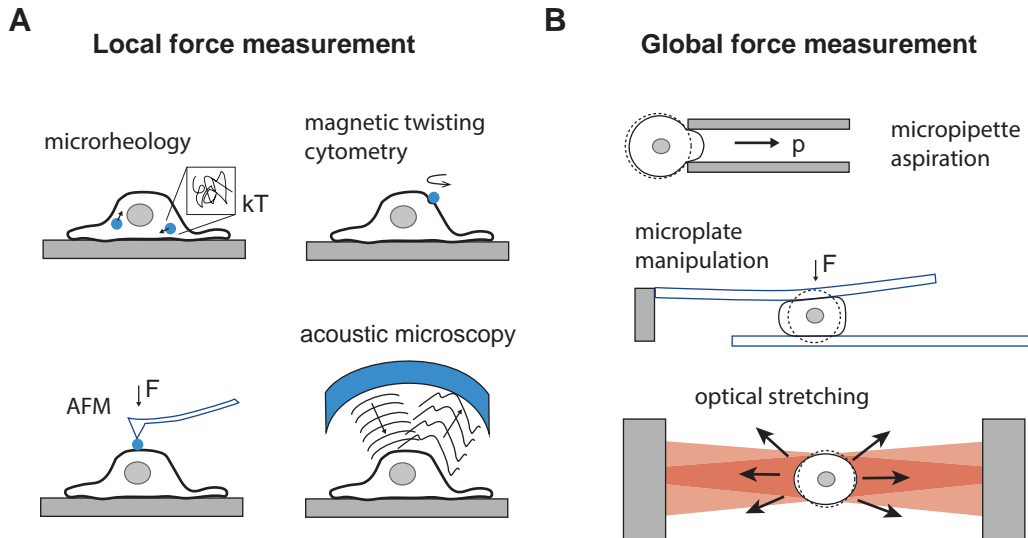 A
Local force measurement
microrheology
kT
magnetic twisting
cytometry
AFM
F
acoustic microscopy
B
Global force measurement
p
micropipette
aspiration
microplate
manipulation
F
optical stretching